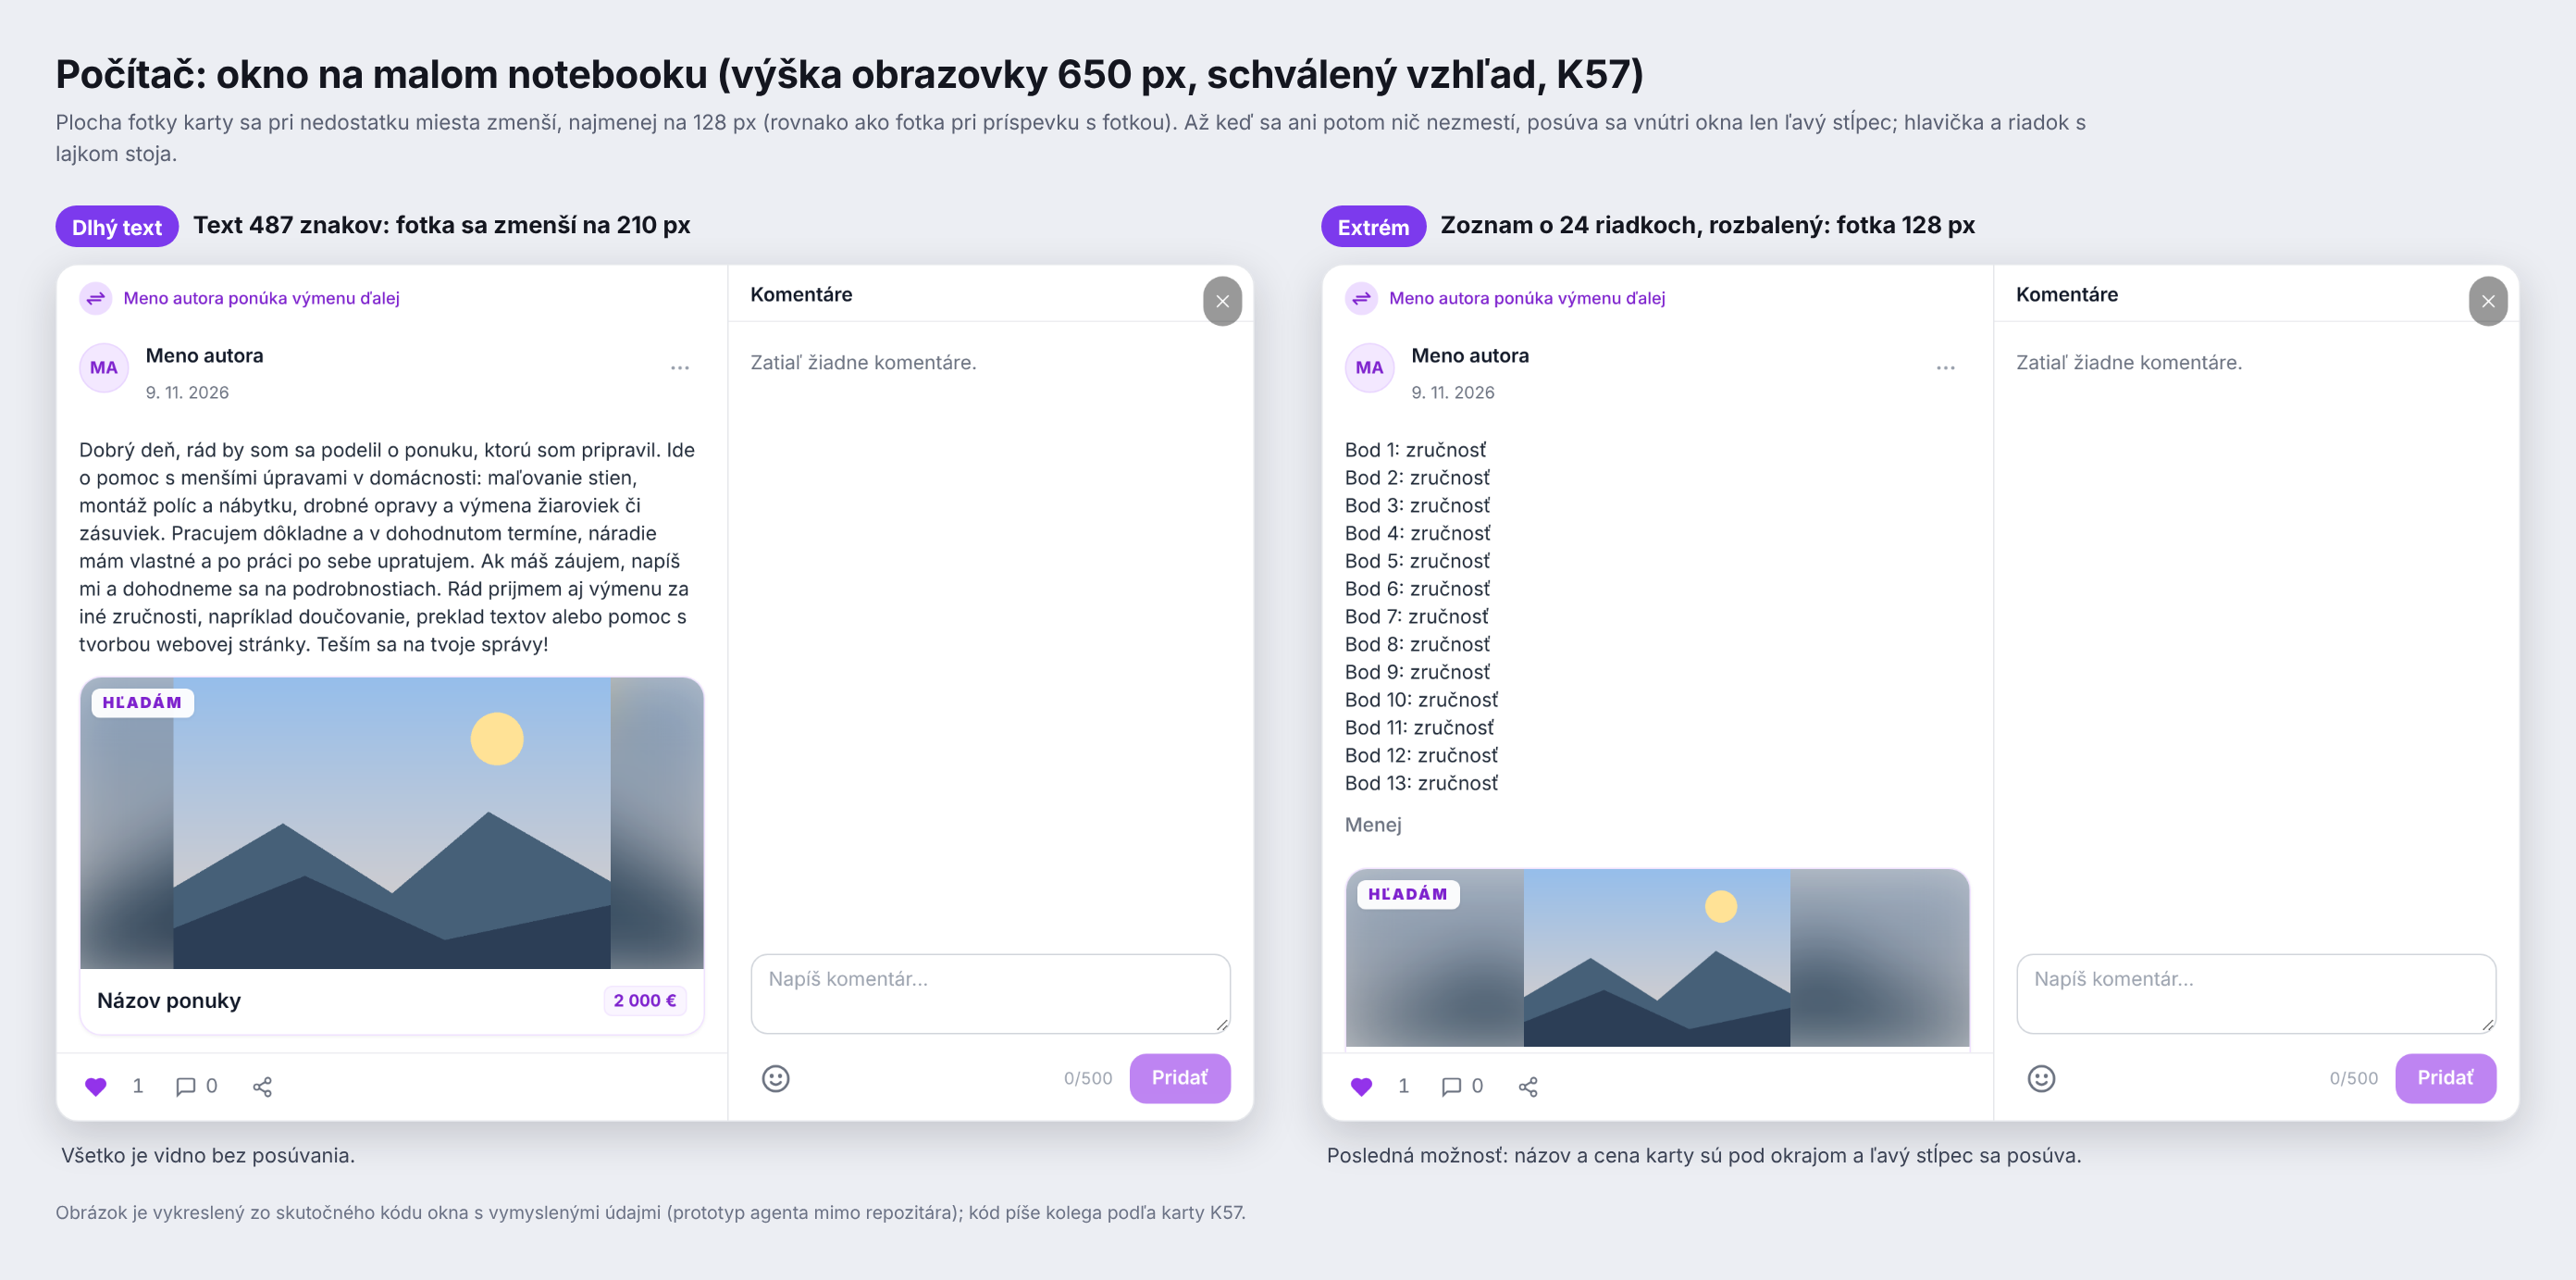 Počítač: okno na malom notebooku (výška obrazovky 650 px, schválený vzhľad, K57)
Plocha fotky karty sa pri nedostatku miesta zmenší, najmenej na 128 px (rovnako ako fotka pri príspevku s fotkou). Až keď sa ani potom nič nezmestí, posúva sa vnútri okna len ľavý stĺpec; hlavička a riadok s
lajkom stoja.
Dlhý text Text 487 znakov: fotka sa zmenší na 210 px
Meno autora ponúka výmenu ďalej
MA
Meno autora
9. 11. 2026
Dobrý deň, rád by som sa podelil o ponuku, ktorú som pripravil. Ide
o pomoc s menšími úpravami v domácnosti: maľovanie stien,
montáž políc a nábytku, drobné opravy a výmena žiaroviek či
zásuviek. Pracujem dôkladne a v dohodnutom termíne, náradie
mám vlastné a po práci po sebe upratujem. Ak máš záujem, napíš
mi a dohodneme sa na podrobnostiach. Rád prijmem aj výmenu za
iné zručnosti, napríklad doučovanie, preklad textov alebo pomoc s
tvorbou webovej stránky. Teším sa na tvoje správy!
HĽADÁM
Názov ponuky 2 000 €
1 0
Komentáre
Zatiaľ žiadne komentáre.
Napíš komentár...
0/500 Pridať
Všetko je vidno bez posúvania.
Extrém Zoznam o 24 riadkoch, rozbalený: fotka 128 px
Meno autora ponúka výmenu ďalej
MA
Meno autora
9. 11. 2026
Bod 1: zručnosť
Bod 2: zručnosť
Bod 3: zručnosť
Bod 4: zručnosť
Bod 5: zručnosť
Bod 6: zručnosť
Bod 7: zručnosť
Bod 8: zručnosť
Bod 9: zručnosť
Bod 10: zručnosť
Bod 11: zručnosť
Bod 12: zručnosť
Bod 13: zručnosť
Menej
HĽADÁM
1 0
Komentáre
Zatiaľ žiadne komentáre.
Napíš komentár...
0/500 Pridať
Posledná možnosť: názov a cena karty sú pod okrajom a ľavý stĺpec sa posúva.
Obrázok je vykreslený zo skutočného kódu okna s vymyslenými údajmi (prototyp agenta mimo repozitára); kód píše kolega podľa karty K57.